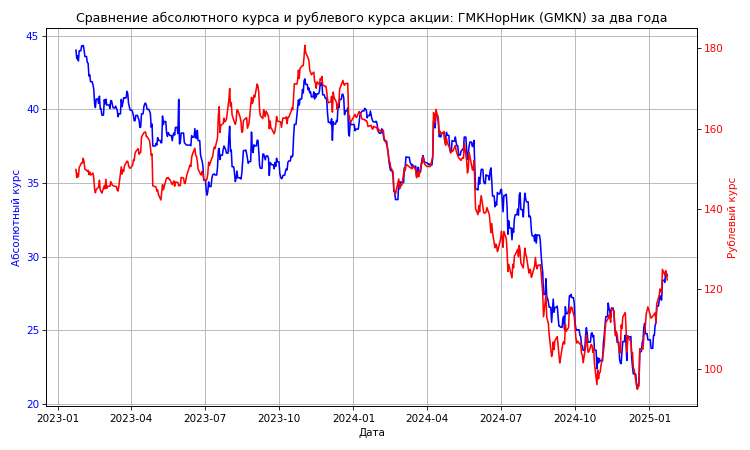 Сравнение абсолютного курса и рублевого курса акции: ГМКНорНик (GMKN) за два года
45
40
35
30
25
20
Абсолютный курс
180
160
140
120
100
Рублевый курс
2023-01 2023-04 2023-07 2023-10 2024-01 2024-04 2024-07 2024-10 2025-01
Дата